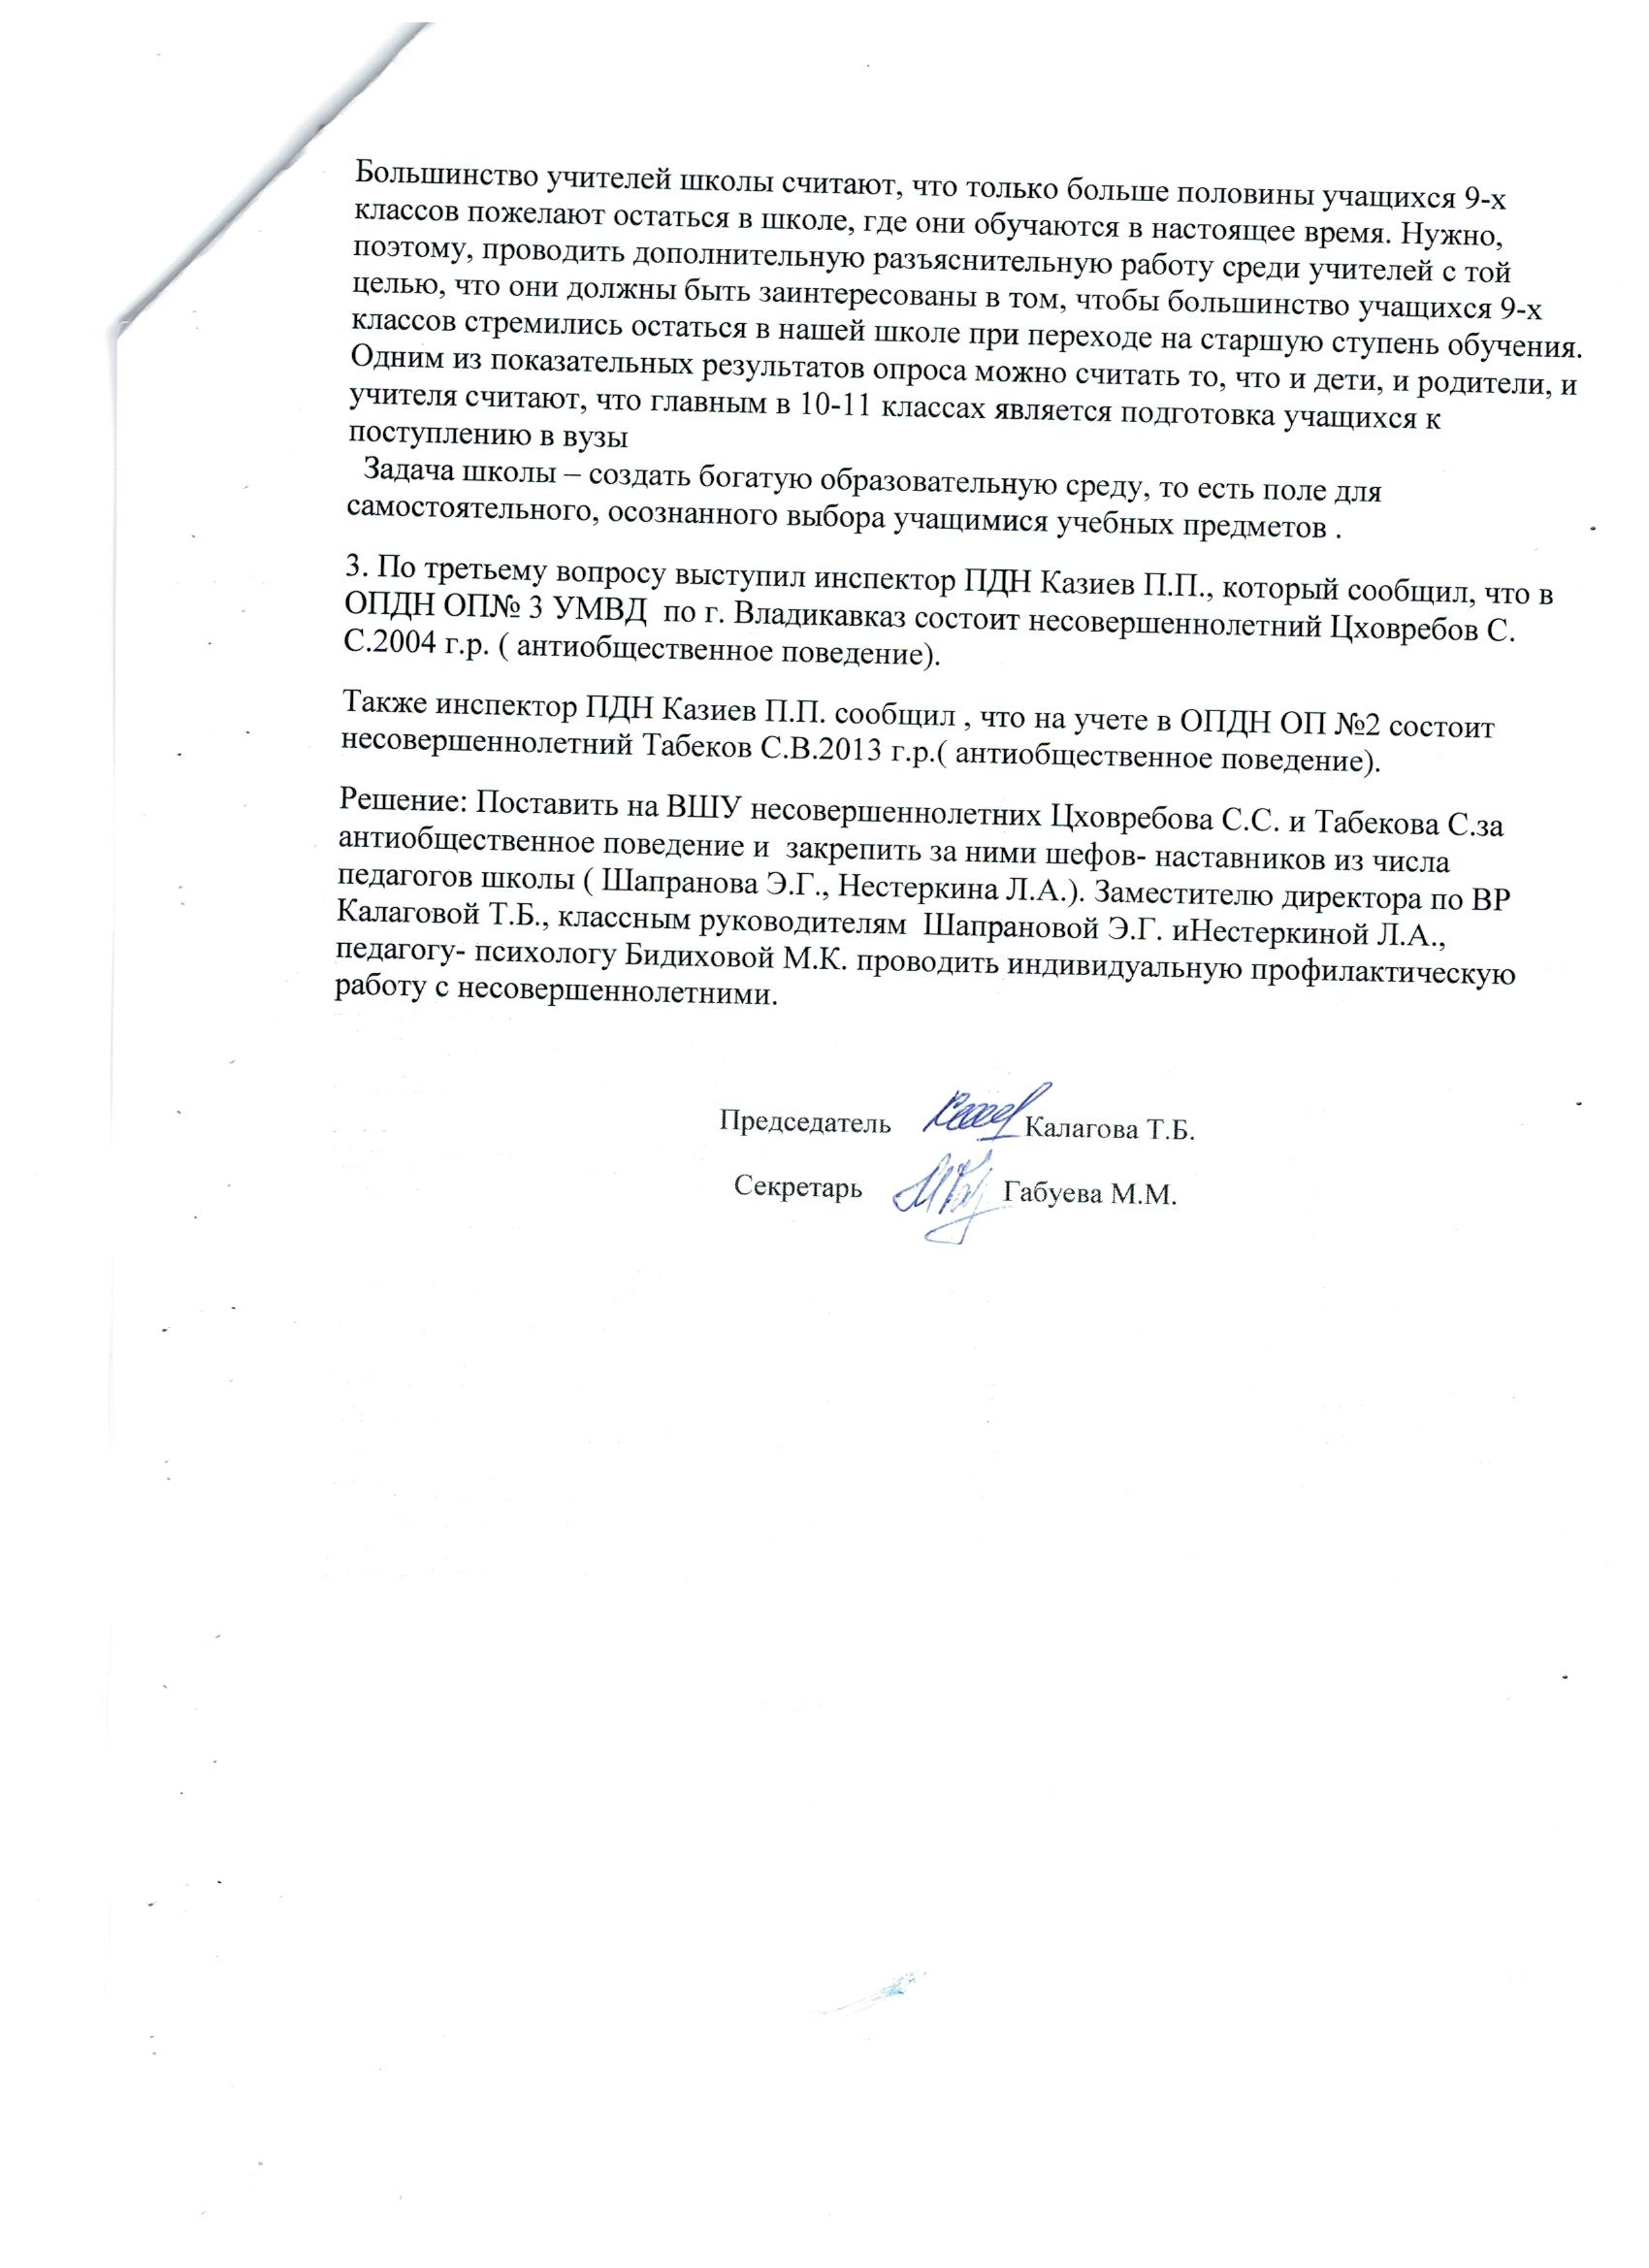 Большинство учителей школы считают, что только больше половины учащихся 9-х
классов пожелают остаться в школе, где они обучаются в настоящее время. Нужно,
поэтому, проводить дополнительную разъяснительную работу среди учителей с той
целью, что они должны быть заинтересованы в том, чтобы большинство учащихся 9-х
классов стремились остаться в нашей школе при переходе на старшую ступень обучения.
Одним из показательных результатов опроса можно считать то, что и дети, и родители, и
учителя считают, что главным в 10-11 классах является подготовка учащихся к
поступлению в вузы
Задача школы – создать богатую образовательную среду, то есть поле для
самостоятельного, осознанного выбора учащимися учебных предметов .
3. По третьему вопросу выступил инспектор ПДН Казиев П.П., который сообщил, что в
ОПДН ОП№ 3 УМВД по г. Владикавказ состоит несовершеннолетний Цховребов С.
С.2004 г.р. ( антиобщественное поведение).
Также инспектор ПДН Казиев П.П. сообщил , что на учете в ОПДН ОП №2 состоит
несовершеннолетний Табеков С.В.2013 г.р.( антиобщественное поведение).
Решение: Поставить на ВШУ несовершеннолетних Цховребова С.С. и Табекова С.за
антиобщественное поведение и закрепить за ними шефов- наставников из числа
педагогов школы ( Шапранова Э.Г., Нестеркина Л.А.). Заместителю директора по ВР
Калаговой Т.Б., классным руководителям Шапрановой Э.Г. иНестеркиной Л.А.,
педагогу- психологу Бидиховой М.К. проводить индивидуальную профилактическую
работу с несовершеннолетними.
Председатель Калагова Т.Б.
Секретарь Габуева М.М.